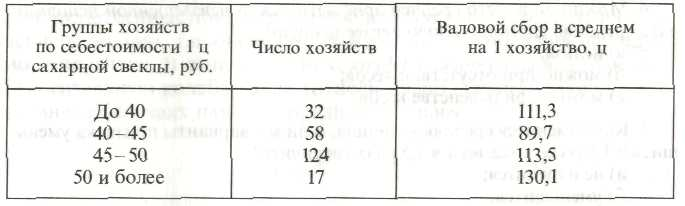 Группы хозяйств
по себестоимости 1 ц
сахарной свеклы, руб.
Число хозяйств
Валовой сбор в среднем
на 1 хозяйство, ц
До 40 32 111,3
40–45 58 89,7
45–50 124 113,5
50 и более 17 130,1